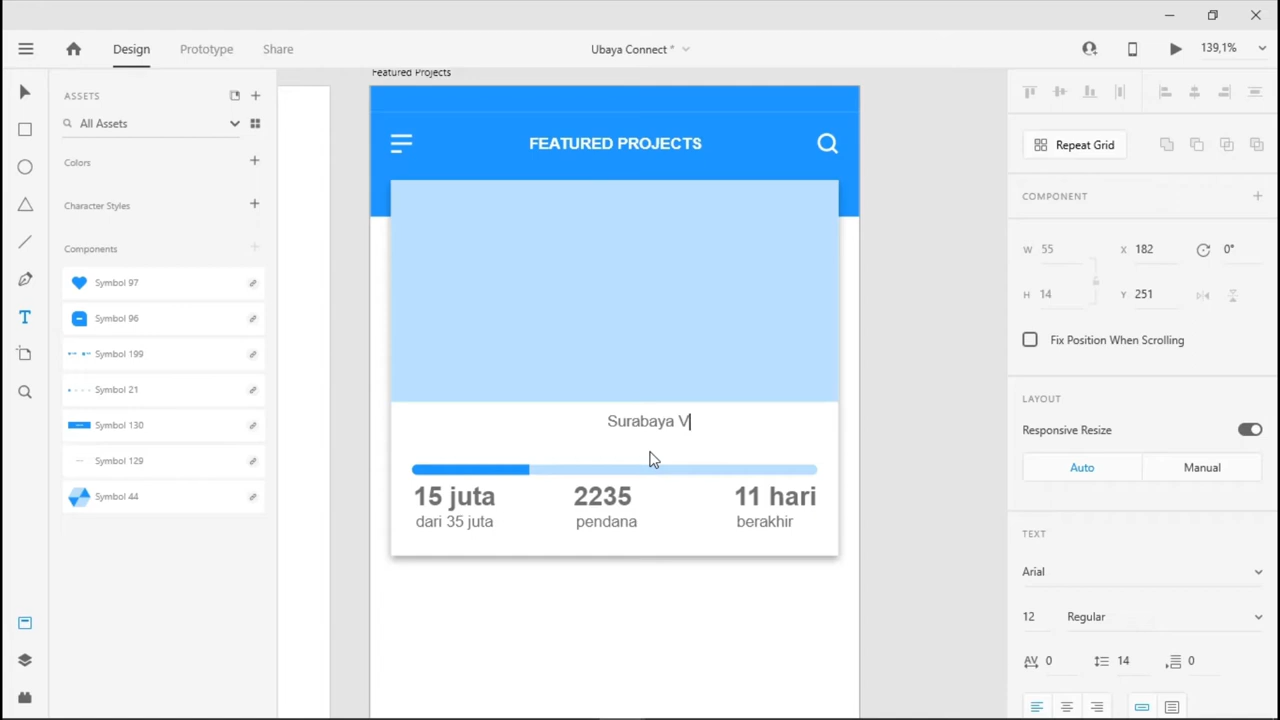 Design
Prototype
Share
Ubaya Connect *
139,1%
ASSETS
All Assets
Colors
Character Styles
Components
Symbol 97
Symbol 96
Symbol 199
Symbol 21
Symbol 130
Symbol 129
Symbol 44
Featured Projects
FEATURED PROJECTS
Surabaya V
15 juta
2235
11 hari
dari 35 juta
pendana
berakhir
Repeat Grid
COMPONENT
W 55
X 182
0°
H 14
Y 251
Fix Position When Scrolling
LAYOUT
Responsive Resize
Auto
Manual
TEXT
Arial
12
Regular
AV 0
14
0